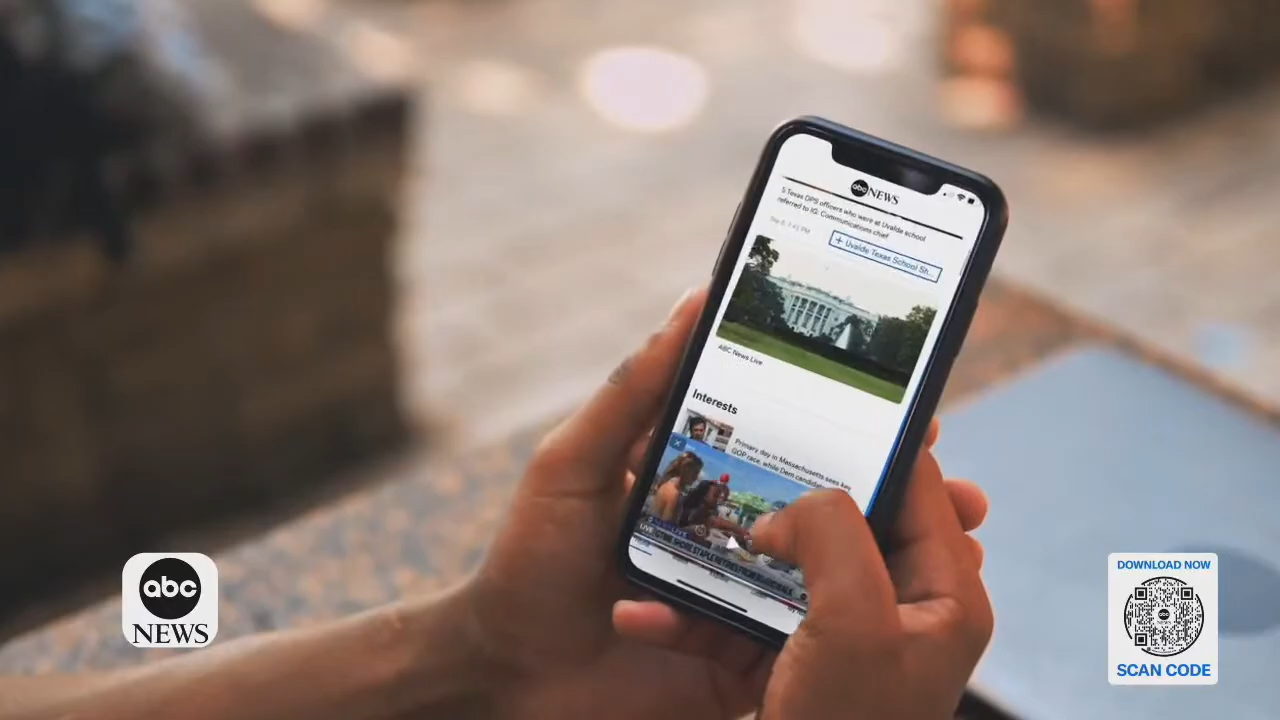 abc NEWS
5 Texas DPS officers who were at Uvalde school
referred to IG: Communications chief
+ Uvalde Texas School Sh...
ABC News Live
Interests
Primary day in Massachusetts sees key
GOP race, while Dem candidat
LIVE
abc
NEWS
DOWNLOAD NOW
SCAN CODE